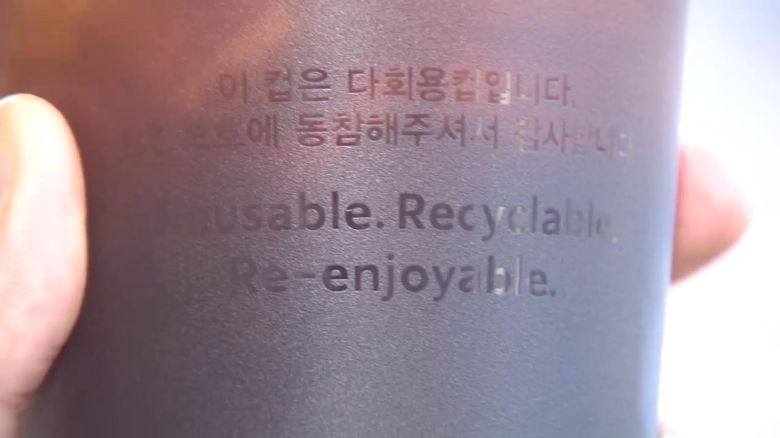 이 컵은 다회용컵입니다.
동참해주셔서 감사합니다
Reusable. Recyclable.
Re-enjoyable.